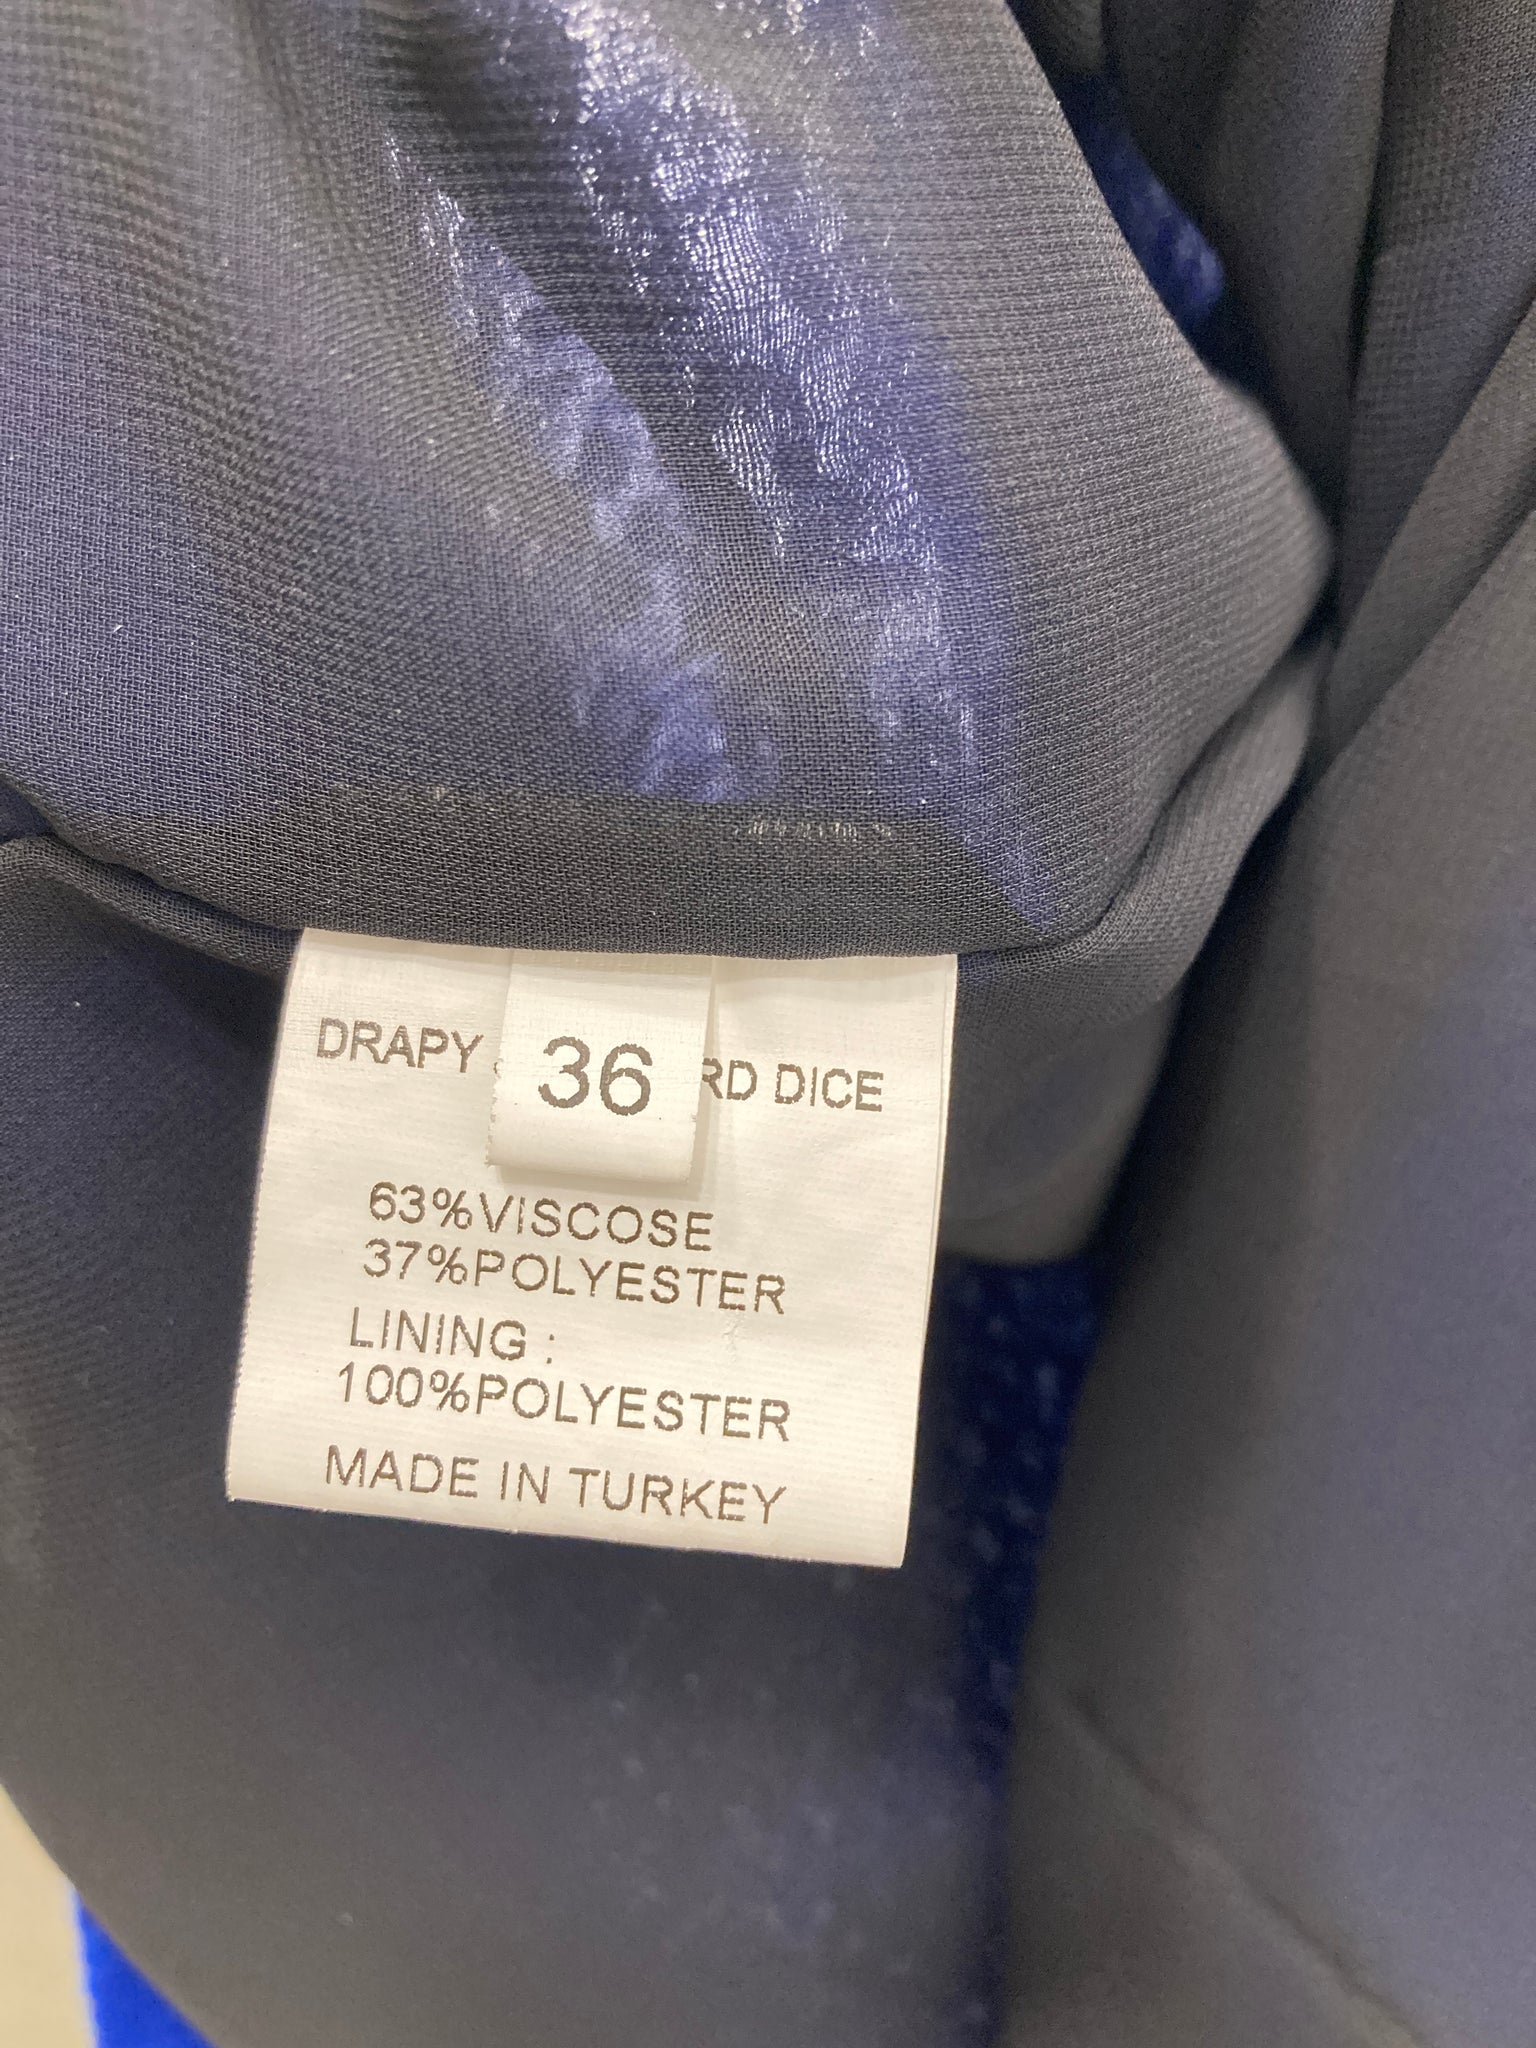 DRAPY RD DICE
36
63%VISCOSE
37%POLYESTER
LINING :
100%POLYESTER
MADE IN TURKEY